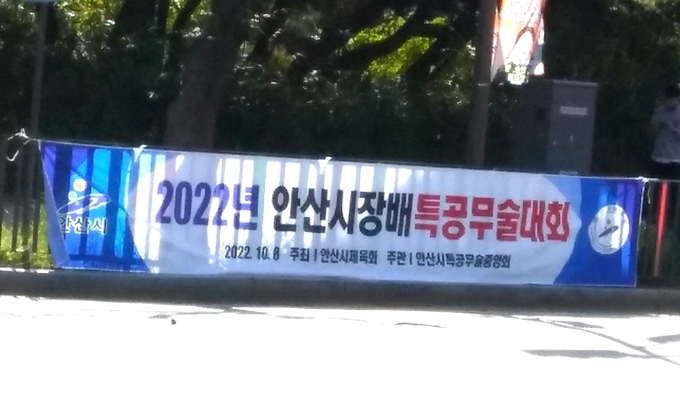 2022년 안산시장배특공무술대회
안산시
2022. 10. 8 주최 | 안산시체육회 주관 | 안산시특공무술중앙회